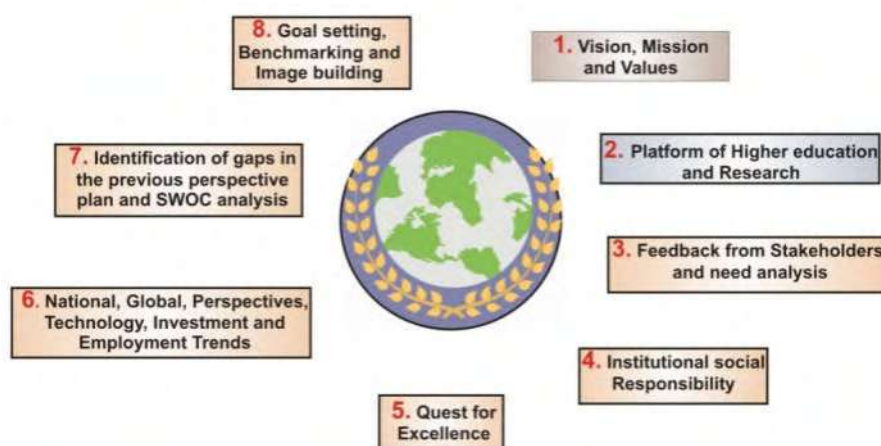 8. Goal setting,
Benchmarking and
Image building
1. Vision, Mission
and Values
2. Platform of Higher education
and Research
3. Feedback from Stakeholders
and need analysis
4. Institutional social
Responsibility
5. Quest for
Excellence
6. National, Global, Perspectives,
Technology, Investment and
Employment Trends
7. Identification of gaps in
the previous perspective
plan and SWOC analysis